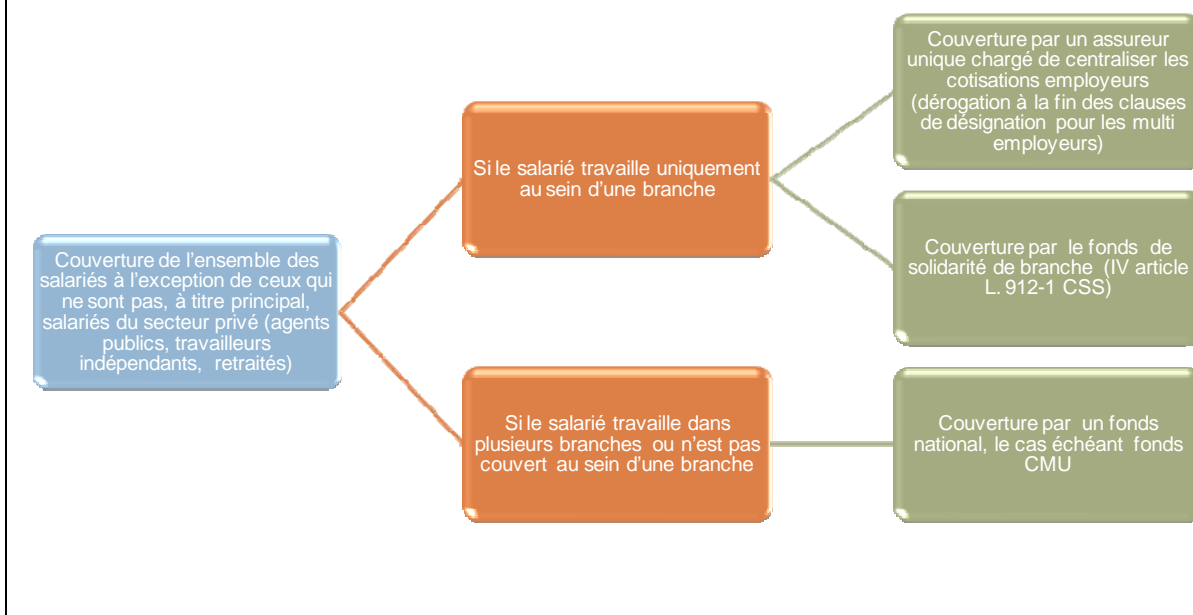 Couverture de l'ensemble des
salariés à l'exception de ceux qui
ne sont pas, à titre principal,
salariés du secteur privé (agents
publics, travailleurs
indépendants, retraités)
Si le salarié travaille uniquement
au sein d'une branche
Couverture par un assureur
unique chargé de centraliser les
cotisations employeurs
(dérogation à la fin des clauses
de désignation pour les multi
employeurs)
Couverture par le fonds de
solidarité de branche (IV article
L. 912-1 CSS)
Si le salarié travaille dans
plusieurs branches ou n'est pas
couvert au sein d'une branche
Couverture par un fonds
national, le cas échéant fonds
CMU